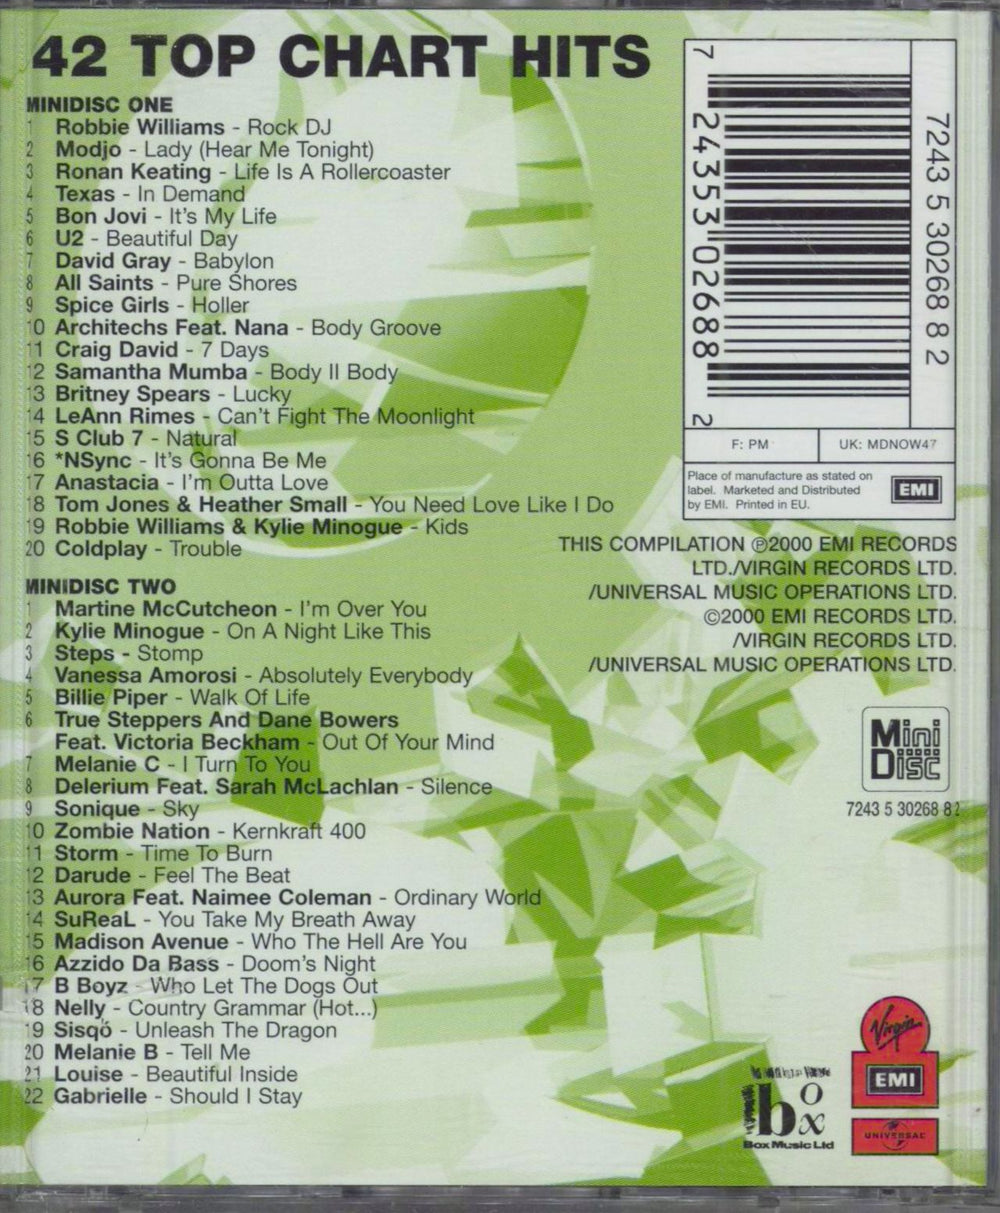 42 TOP CHART HITS
MINIDISC ONE
1 Robbie Williams - Rock DJ
2 Modjo - Lady (Hear Me Tonight)
3 Ronan Keating - Life Is A Rollercoaster
4 Texas - In Demand
5 Bon Jovi - It's My Life
6 U2 - Beautiful Day
7 David Gray - Babylon
8 All Saints - Pure Shores
9 Spice Girls - Holler
10 Architechs Feat. Nana - Body Groove
11 Craig David - 7 Days
12 Samantha Mumba - Body II Body
13 Britney Spears - Lucky
14 LeAnn Rimes - Can't Fight The Moonlight
15 S Club 7 - Natural
16 *NSync - It's Gonna Be Me
17 Anastacia - I'm Outta Love
18 Tom Jones & Heather Small - You Need Love Like I Do
19 Robbie Williams & Kylie Minogue - Kids
20 Coldplay - Trouble
MINIDISC TWO
1 Martine McCutcheon - I'm Over You
2 Kylie Minogue - On A Night Like This
3 Steps - Stomp
4 Vanessa Amorosi - Absolutely Everybody
5 Billie Piper - Walk Of Life
6 True Steppers And Dane Bowers
Feat. Victoria Beckham - Out Of Your Mind
7 Melanie C - I Turn To You
8 Delerium Feat. Sarah McLachlan - Silence
9 Sonique - Sky
10 Zombie Nation - Kernkraft 400
11 Storm - Time To Burn
12 Darude - Feel The Beat
13 Aurora Feat. Naimee Coleman - Ordinary World
14 SuReaL - You Take My Breath Away
15 Madison Avenue - Who The Hell Are You
16 Azzido Da Bass - Doom's Night
17 B Boyz - Who Let The Dogs Out
18 Nelly - Country Grammar (Hot...)
19 Sisqó - Unleash The Dragon
20 Melanie B - Tell Me
21 Louise - Beautiful Inside
22 Gabrielle - Should I Stay
7 24353 02688 2
7243 5 30268 8 2
F: PM
UK: MDNOW47
Place of manufacture as stated on
label. Marketed and Distributed
by EMI. Printed in EU.
EMI
THIS COMPILATION ℗2000 EMI RECORDS
LTD./VIRGIN RECORDS LTD.
/UNIVERSAL MUSIC OPERATIONS LTD.
©2000 EMI RECORDS LTD.
/VIRGIN RECORDS LTD.
/UNIVERSAL MUSIC OPERATIONS LTD.
Mini
Disc
7243 5 30268 8 2
Virgin
EMI
UNIVERSAL
box
Box Music Ltd